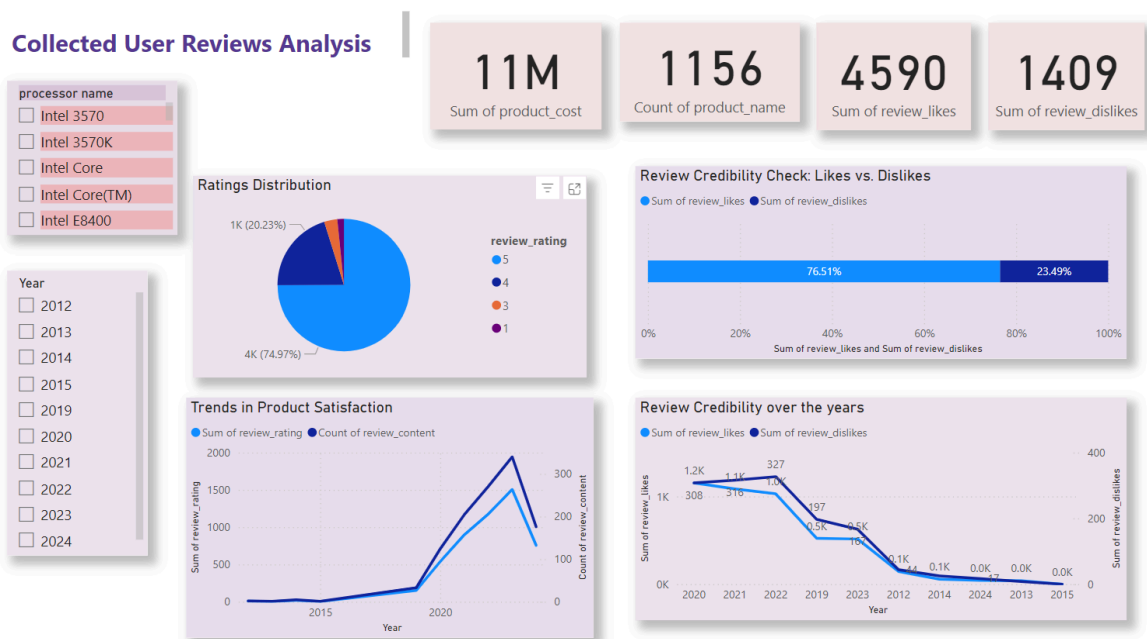 Collected User Reviews Analysis
11M
Sum of product_cost
1156
Count of product_name
4590
Sum of review_likes
1409
Sum of review_dislikes
processor name
Intel 3570
Intel 3570K
Intel Core
Intel Core(TM)
Intel E8400
Year
2012
2013
2014
2015
2019
2020
2021
2022
2023
2024
Ratings Distribution
1K (20.23%)
4K (74.97%)
review_rating
5
4
3
1
Review Credibility Check: Likes vs. Dislikes
Sum of review_likes Sum of review_dislikes
76.51% 23.49%
0% 20% 40% 60% 80% 100%
Sum of review_likes and Sum of review_dislikes
Trends in Product Satisfaction
Sum of review_rating Count of review_content
Sum of review_rating
2000
1500
1000
500
0
300
200
100
0
Count of review_content
2015 2020
Year
Review Credibility over the years
Sum of review_likes Sum of review_dislikes
Sum of review_likes
1K
0K
400
200
0
Sum of review_dislikes
1.2K 1.1K 1.0K 0.5K 0.5K 0.1K 0.1K 0.0K 0.0K 0.0K
308 316 327 197 44 17
2020 2021 2022 2019 2023 2012 2014 2024 2013 2015
Year